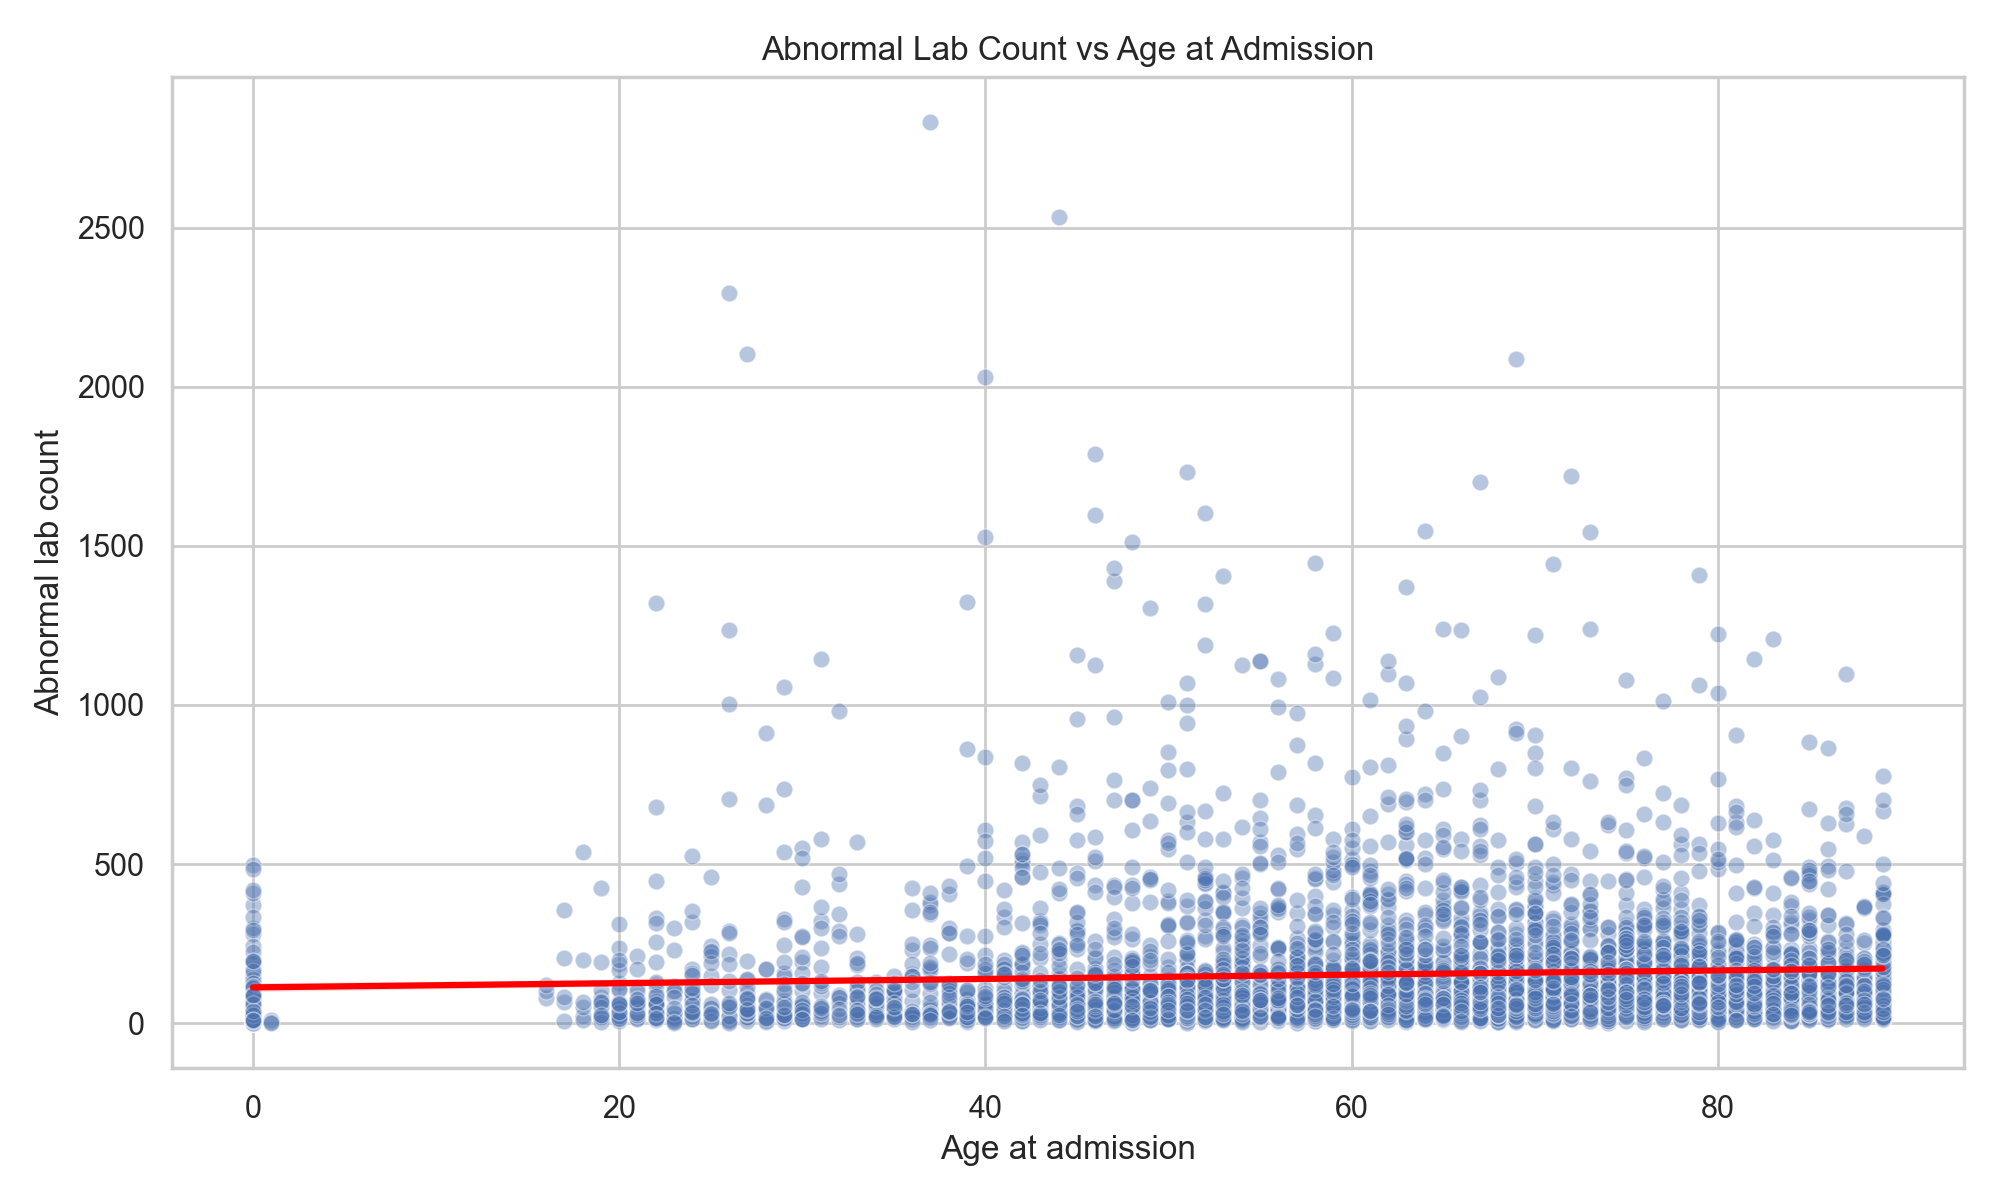 Abnormal Lab Count vs Age at Admission
Abnormal lab count
2500
2000
1500
1000
500
0
0 20 40 60 80
Age at admission